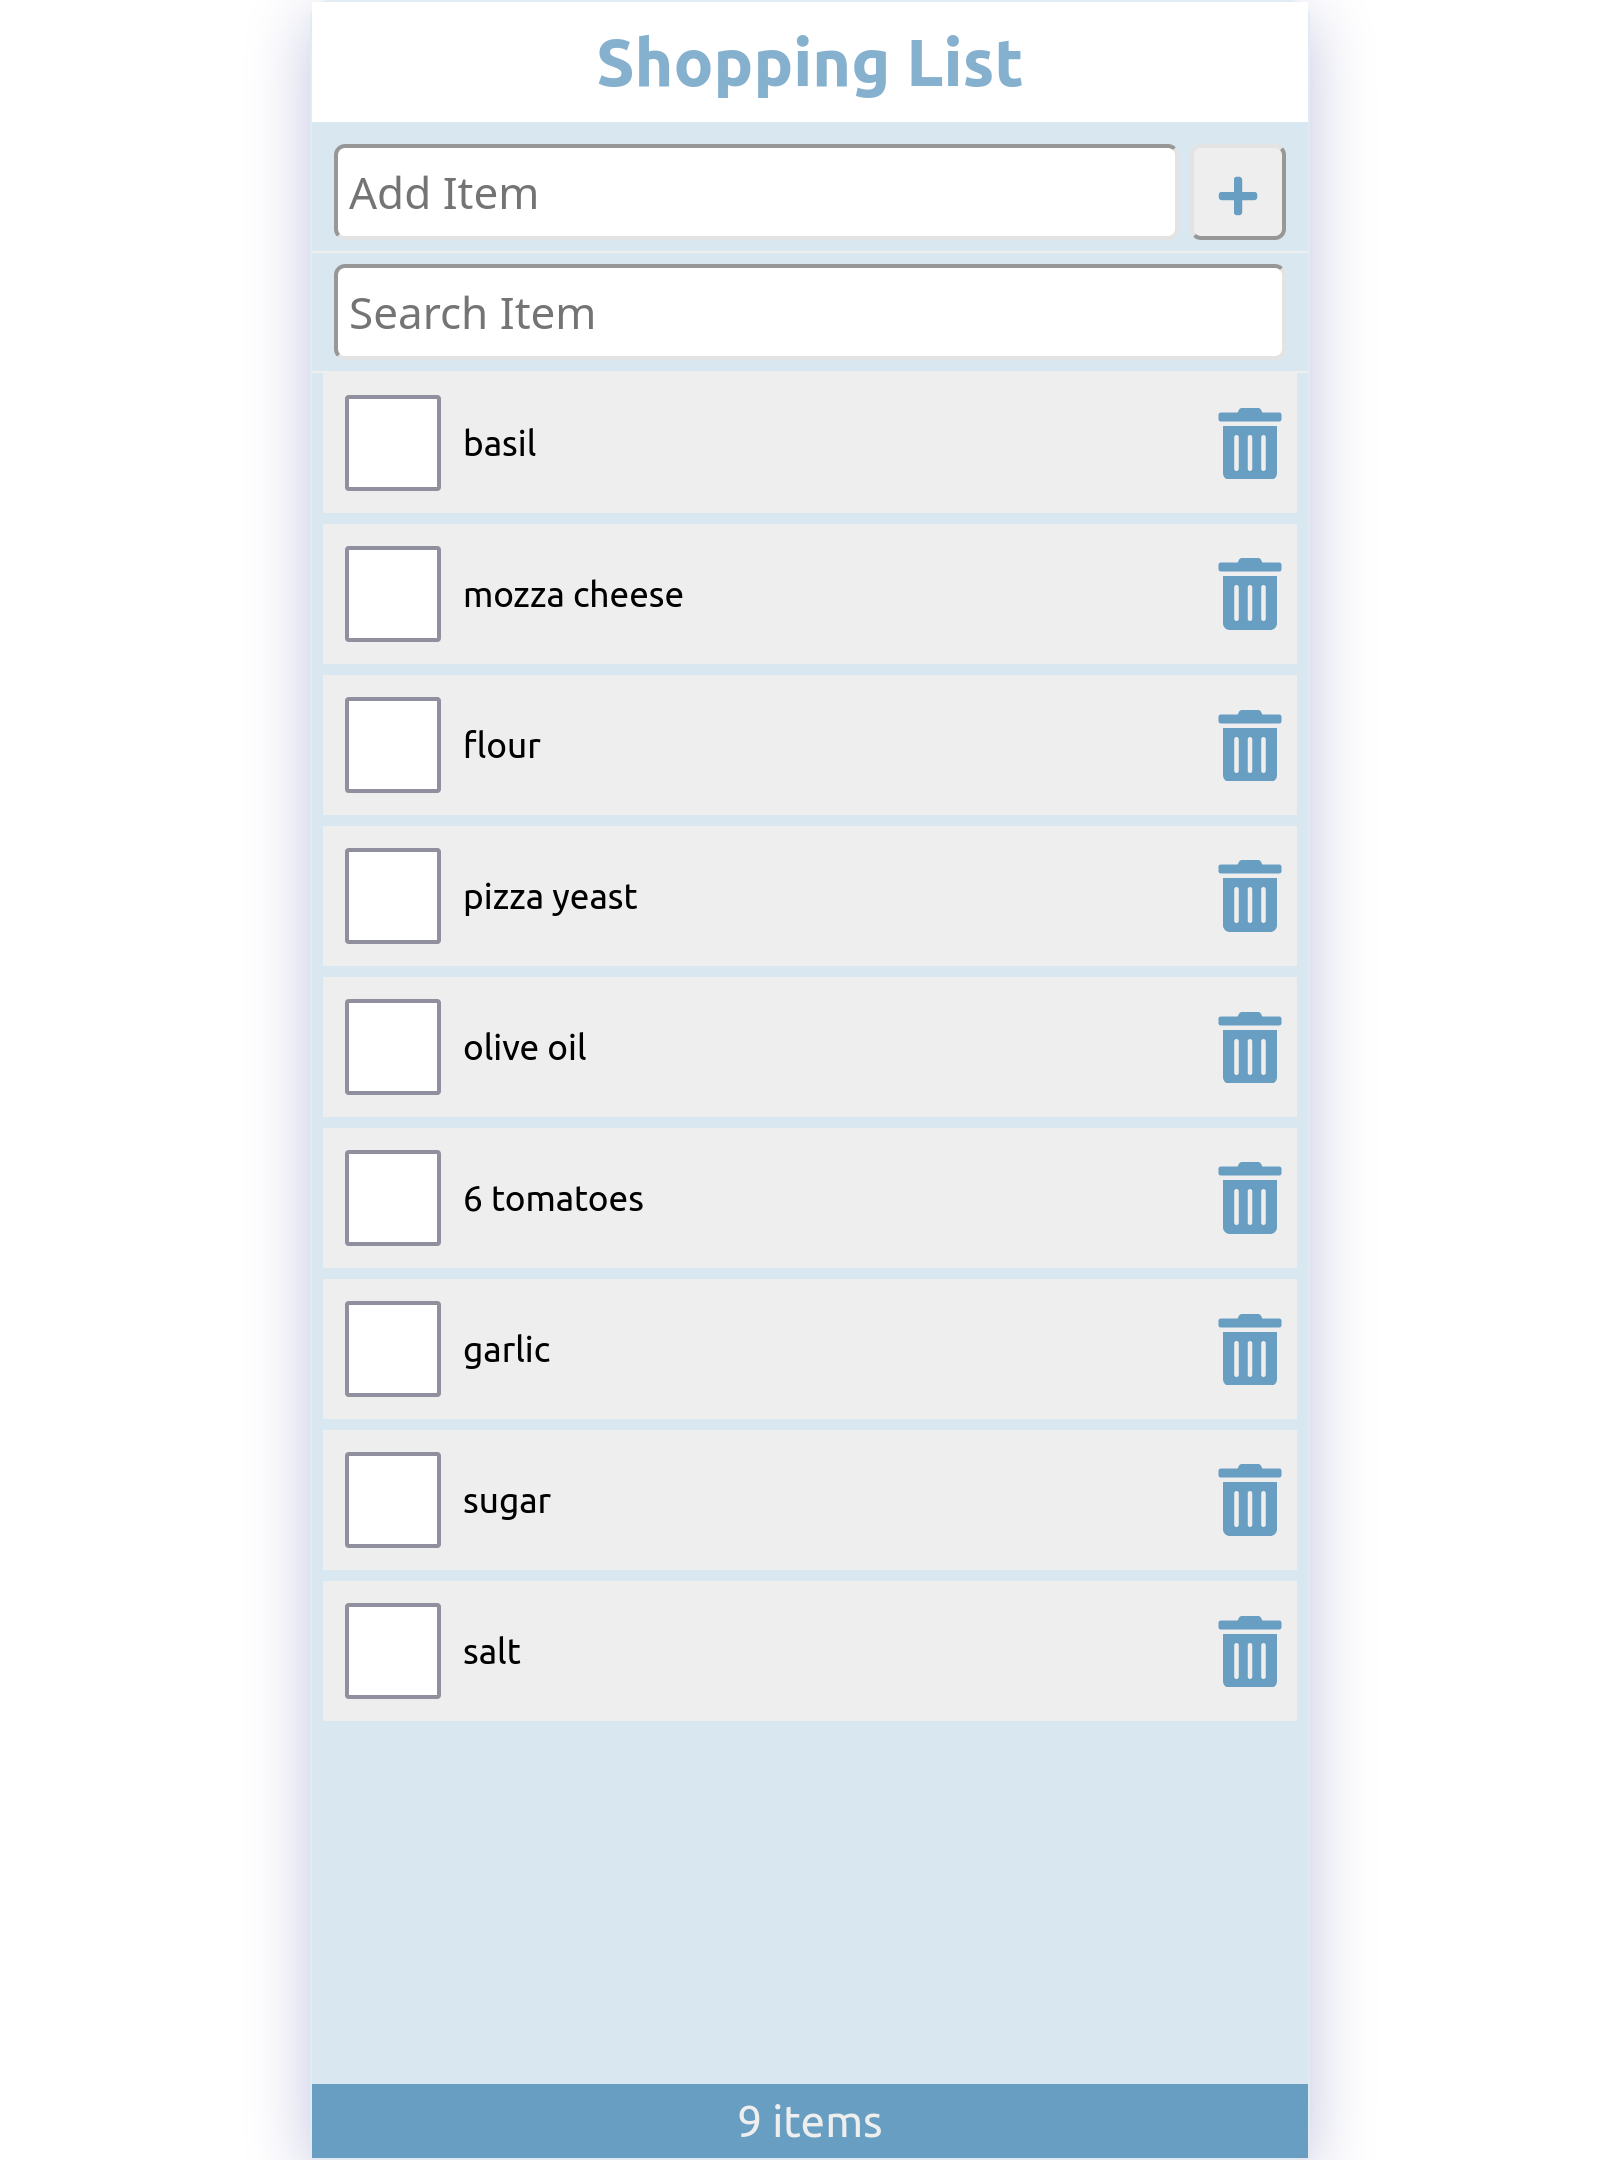 Shopping List
Add Item
Search Item
basil
mozza cheese
flour
pizza yeast
olive oil
6 tomatoes
garlic
sugar
salt
9 items